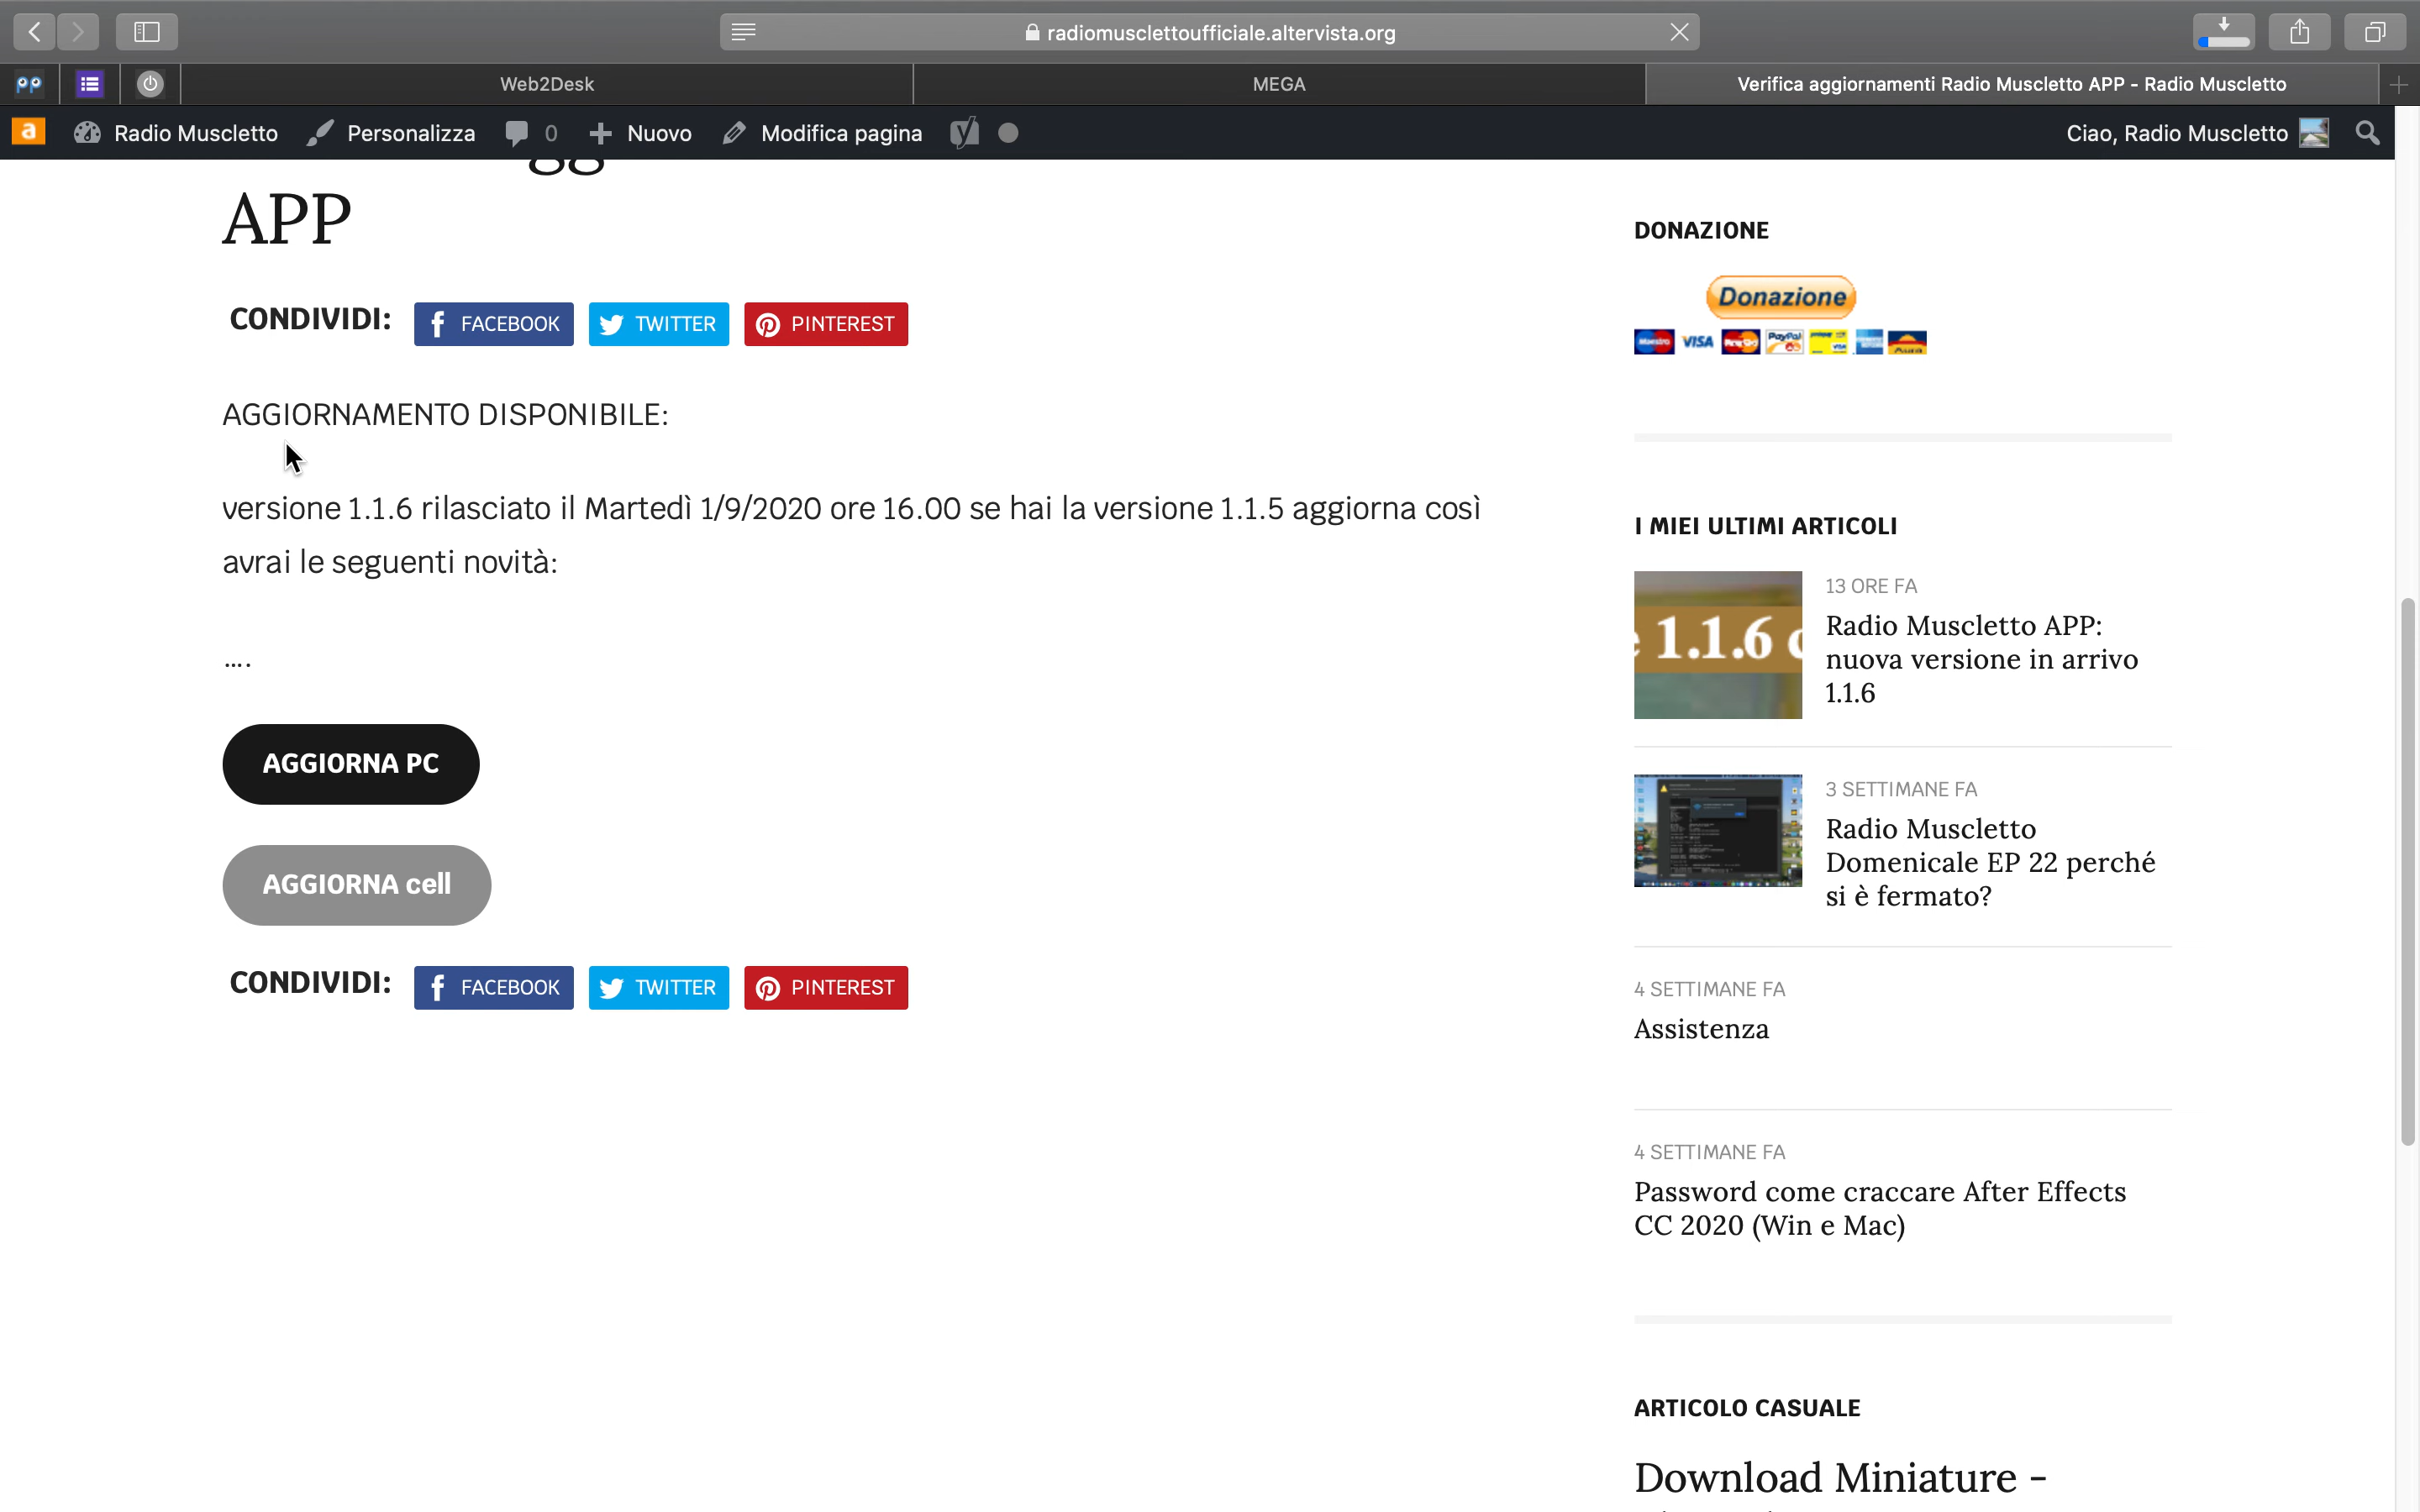 radiomusclettoufficiale.altervista.org
Web2Desk
MEGA
Verifica aggiornamenti Radio Muscletto APP - Radio Muscletto
Radio Muscletto
Personalizza
0
Nuovo
Modifica pagina
Ciao, Radio Muscletto
APP
CONDIVIDI:
FACEBOOK
TWITTER
PINTEREST
AGGIORNAMENTO DISPONIBILE:
versione 1.1.6 rilasciato il Martedì 1/9/2020 ore 16.00 se hai la versione 1.1.5 aggiorna così
avrai le seguenti novità:
....
AGGIORNA PC
AGGIORNA cell
CONDIVIDI:
FACEBOOK
TWITTER
PINTEREST
DONAZIONE
Donazione
Maestro
VISA
PayPal
I MIEI ULTIMI ARTICOLI
1.1.6
13 ORE FA
Radio Muscletto APP:
nuova versione in arrivo
1.1.6
3 SETTIMANE FA
Radio Muscletto
Domenicale EP 22 perché
si è fermato?
4 SETTIMANE FA
Assistenza
4 SETTIMANE FA
Password come craccare After Effects
CC 2020 (Win e Mac)
ARTICOLO CASUALE
Download Miniature -